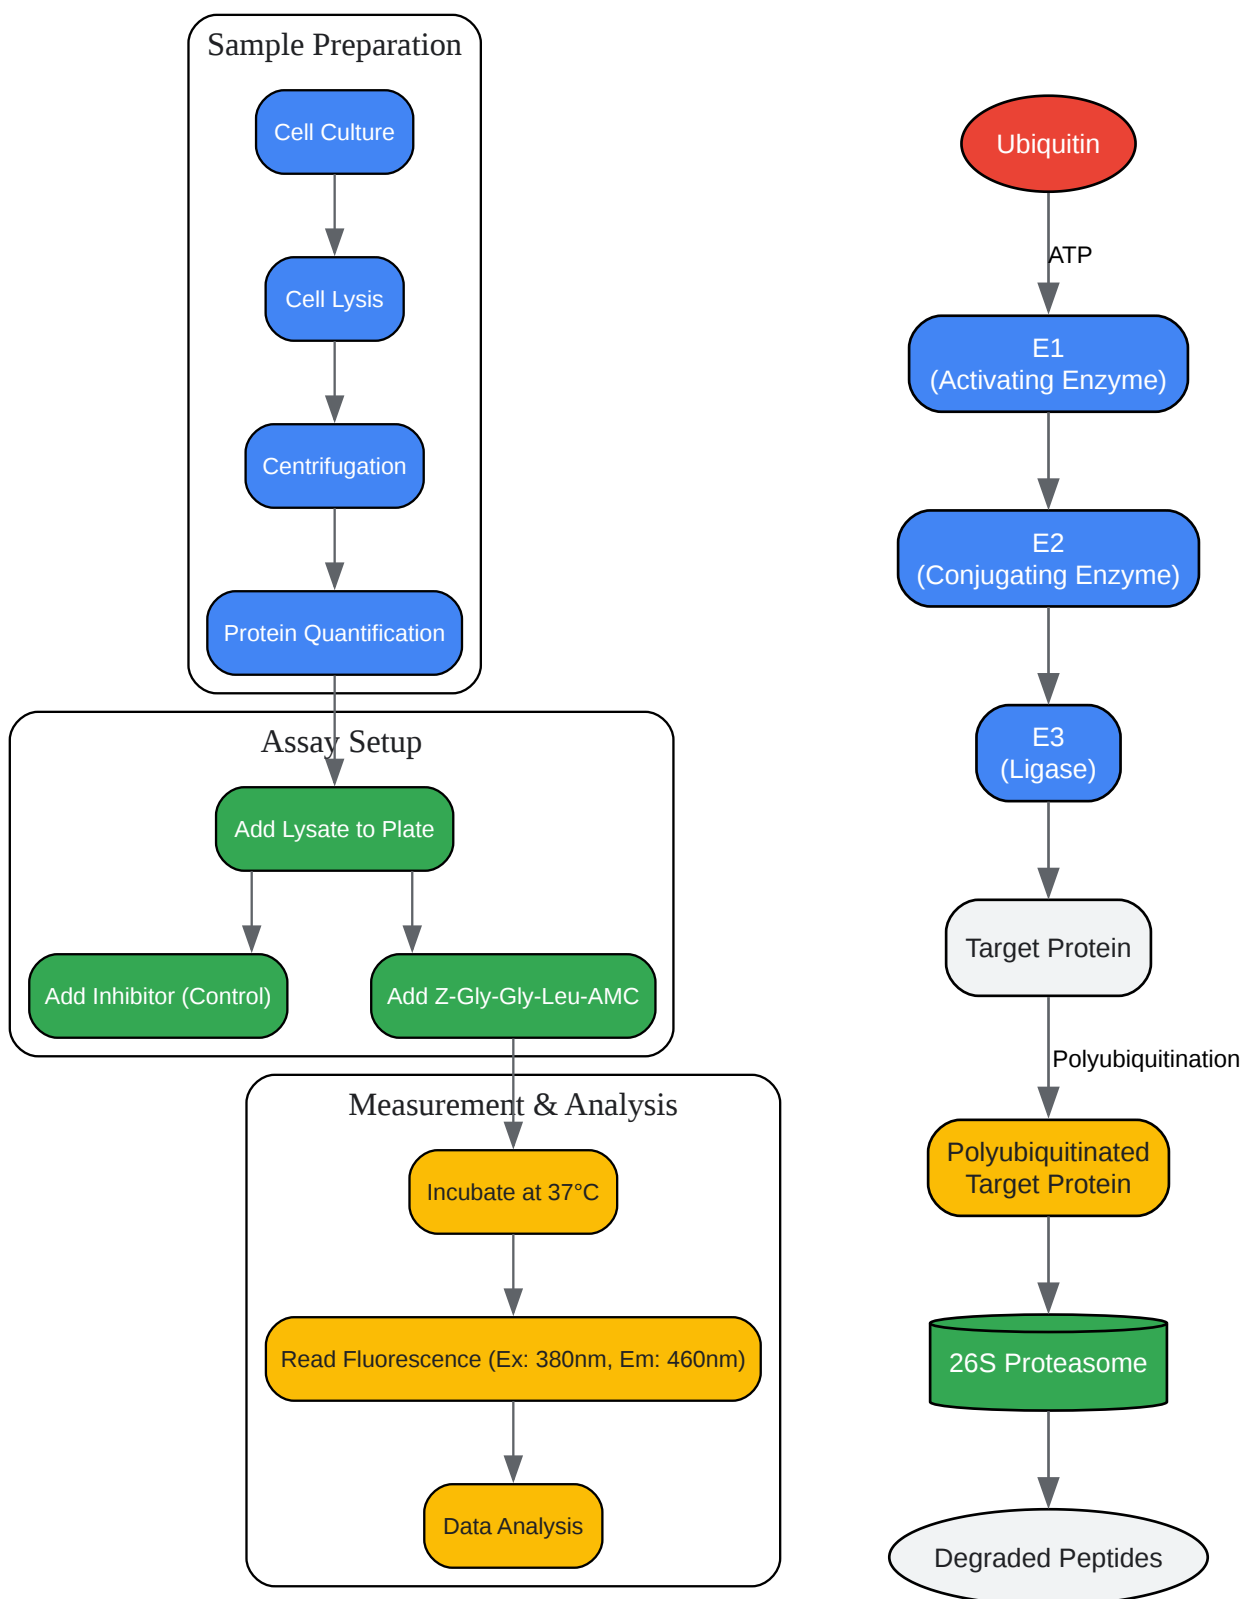 Sample Preparation
Cell Culture
Cell Lysis
Centrifugation
Protein Quantification
Assay Setup
Add Lysate to Plate
Add Inhibitor (Control)
Add Z-Gly-Gly-Leu-AMC
Measurement & Analysis
Incubate at 37°C
Read Fluorescence (Ex: 380nm, Em: 460nm)
Data Analysis
Ubiquitin
ATP
E1
(Activating Enzyme)
E2
(Conjugating Enzyme)
E3
(Ligase)
Target Protein
Polyubiquitination
Polyubiquitinated
Target Protein
26S Proteasome
Degraded Peptides